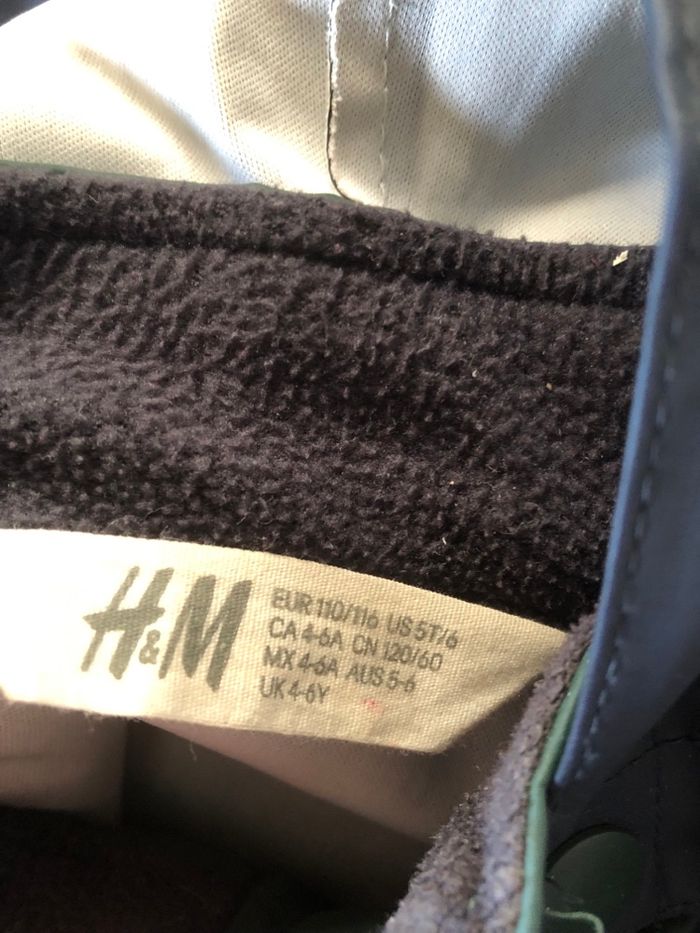 H&M
EUR 110/116 US 5T/6
CA 4-6A CN 120/60
MX 4-6A AUS 5-6
UK 4-6Y